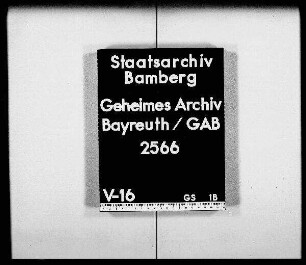 Staatsarchiv
Bamberg
Geheimes Archiv
Bayreuth / GAB
2566
V-16 GS 1B